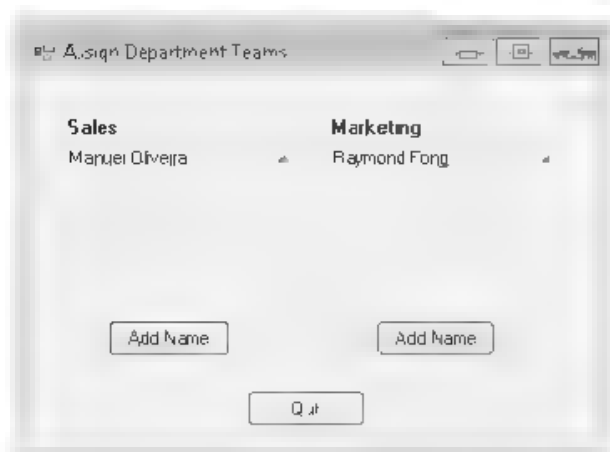 Assign Department Teams
Sales
Marketing
Manuel Oliveira
Raymond Fong
Add Name
Add Name
Quit